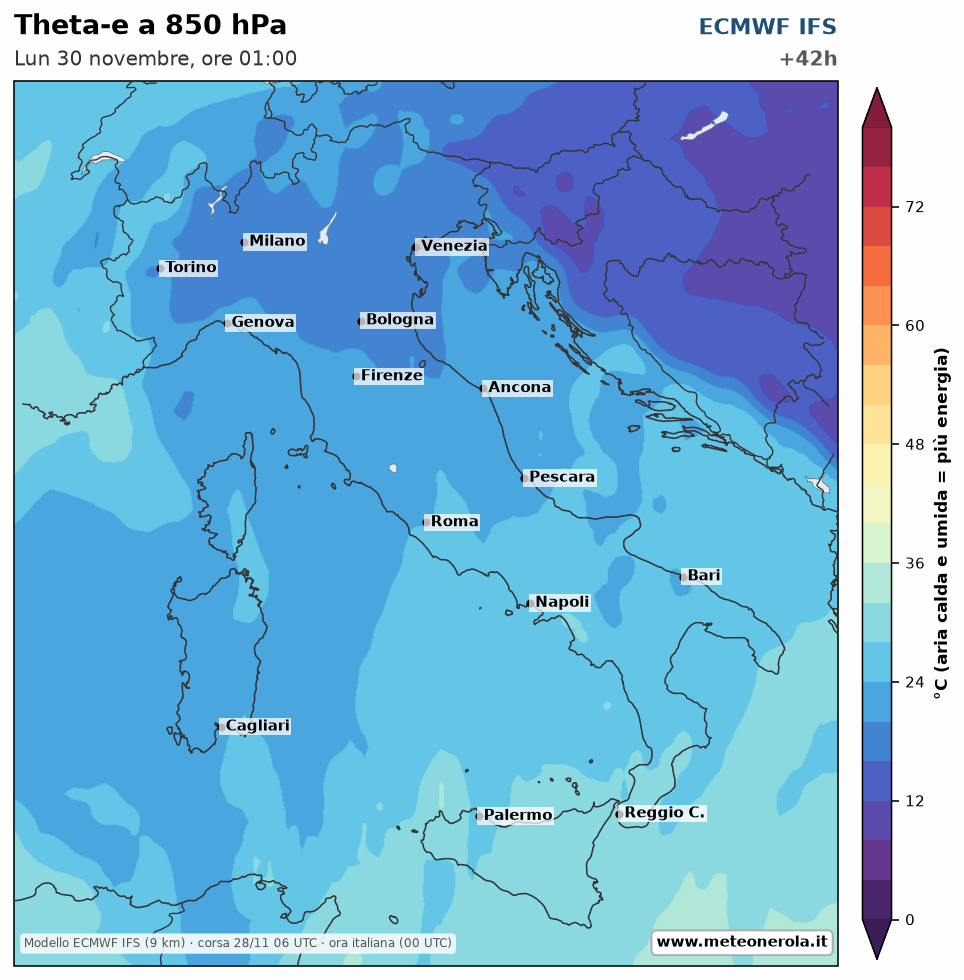 Theta-e a 850 hPa
ECMWF IFS
Lun 30 novembre, ore 01:00
+42h
Milano
Venezia
Torino
Genova
Bologna
Firenze
Ancona
Pescara
Roma
Bari
Napoli
Cagliari
Palermo
Reggio C.
72
60
48
36
24
12
0
°C (aria calda e umida = più energia)
Modello ECMWF IFS (9 km) · corsa 28/11 06 UTC · ora italiana (00 UTC)
www.meteonerola.it